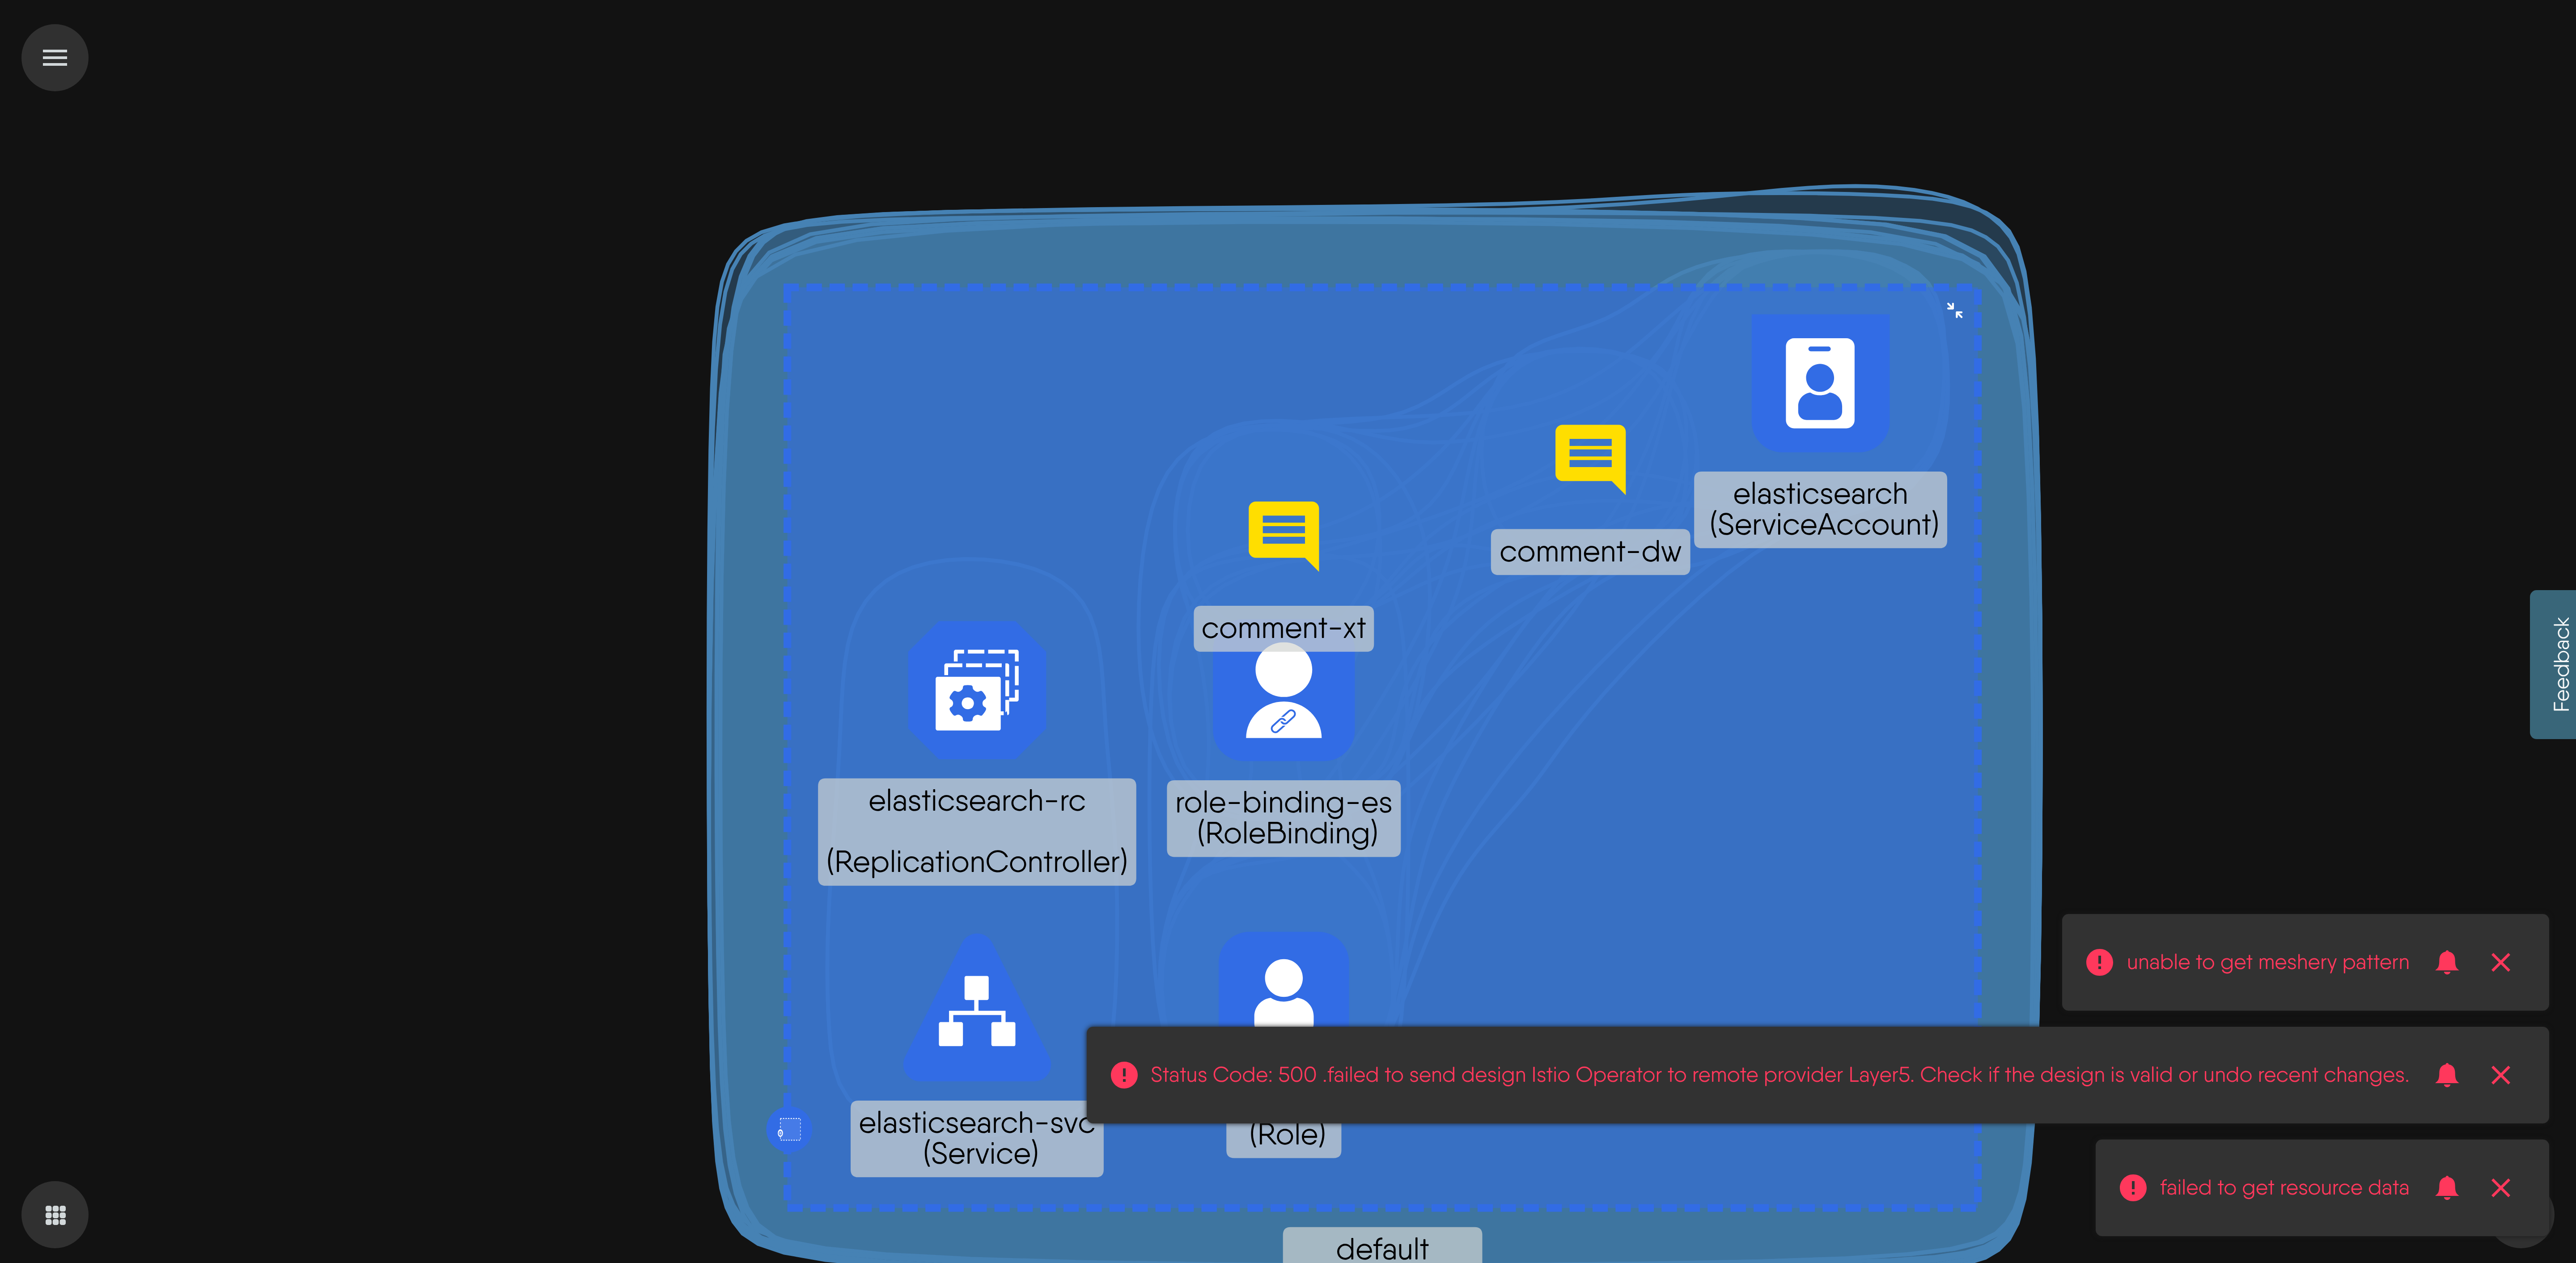 elasticsearch
(ServiceAccount)
comment-dw
comment-xt
elasticsearch-rc
(ReplicationController)
role-binding-es
(RoleBinding)
Feedback
unable to get meshery pattern
Status Code: 500 .failed to send design Istio Operator to remote provider Layer5. Check if the design is valid or undo recent changes.
elasticsearch-svc
(Service)
(Role)
failed to get resource data
default